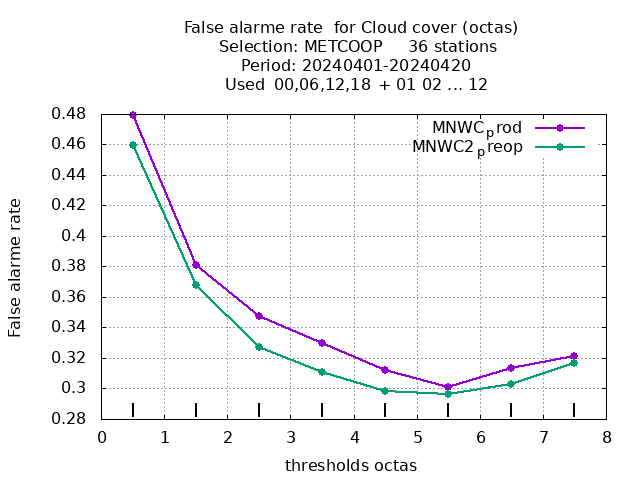 False alarme rate  for Cloud cover (octas)
Selection: METCOOP     36 stations
Period: 20240401-20240420
Used  00,06,12,18 + 01 02 ... 12
MNWC_prod
MNWC2_preop
0.48
0.46
0.44
0.42
0.4
0.38
0.36
0.34
0.32
0.3
0.28
False alarme rate
0 1 2 3 4 5 6 7 8
thresholds octas